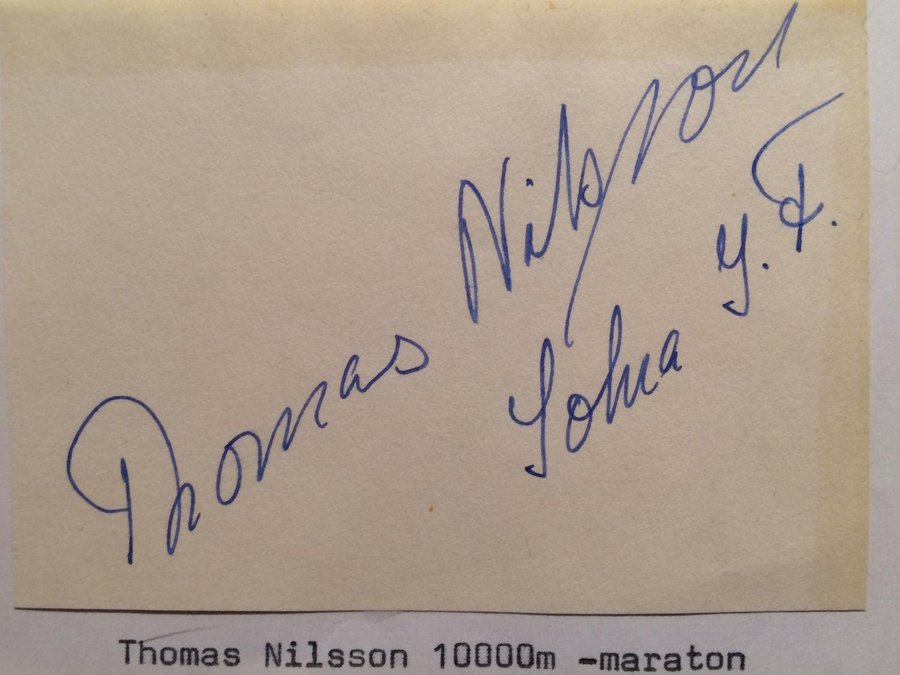 Thomas Nilsson
Solna I.F.
Thomas Nilsson 10000m -maraton